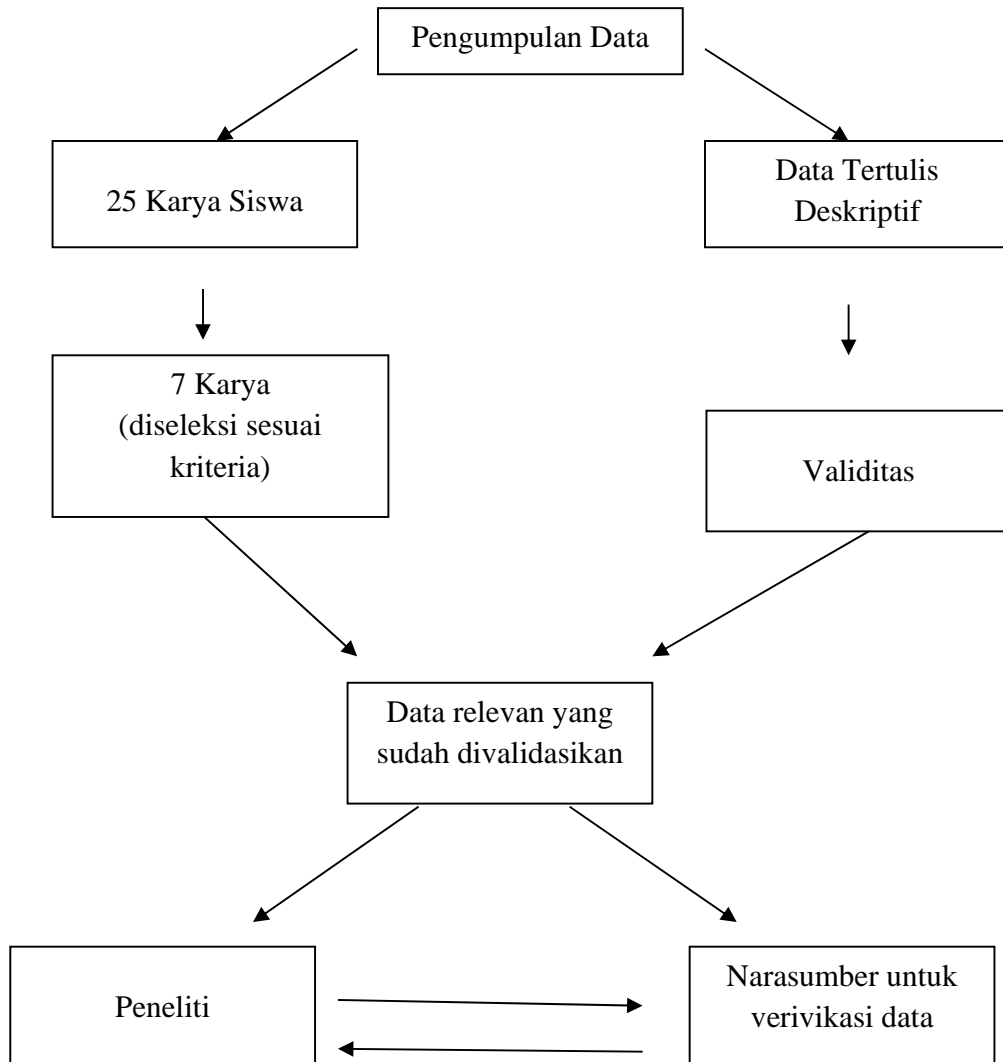 Pengumpulan Data
25 Karya Siswa
Data Tertulis
Deskriptif
7 Karya
(diseleksi sesuai
kriteria)
Validitas
Data relevan yang
sudah divalidasikan
Peneliti
Narasumber untuk
verivikasi data